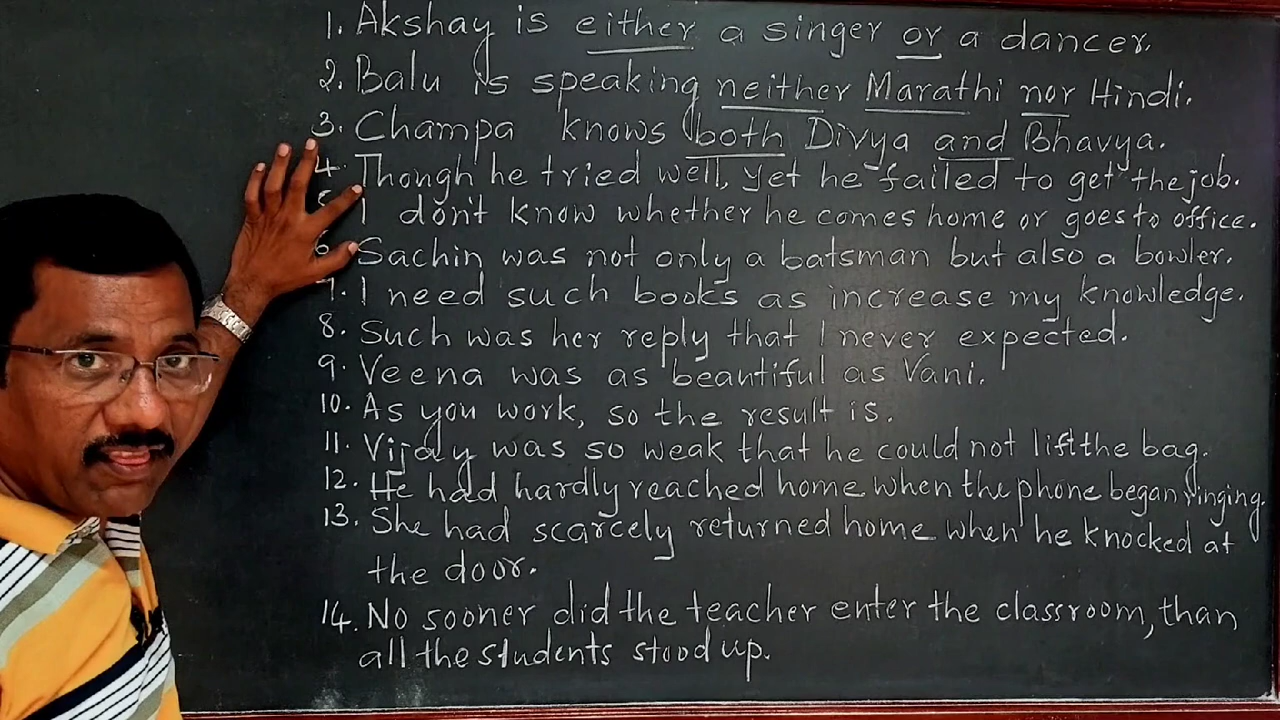 1. Akshay is either a singer or a dancer.
2. Balu is speaking neither Marathi nor Hindi.
3. Champa knows both Divya and Bhavya.
4. Though he tried well, yet he failed to get the job.
5 I don't know whether he comes home or goes to office.
6 Sachin was not only a batsman but also a bowler.
7. I need such books as increase my knowledge.
8. Such was her reply that I never expected.
9. Veena was as beautiful as Vani.
10. As you work, so the result is.
11. Vijay was so weak that he could not lift the bag.
12. He had hardly reached home when the phone began ringing.
13. She had scarcely returned home when he knocked at
the door.
14. No sooner did the teacher enter the classroom, than
all the students stood up.